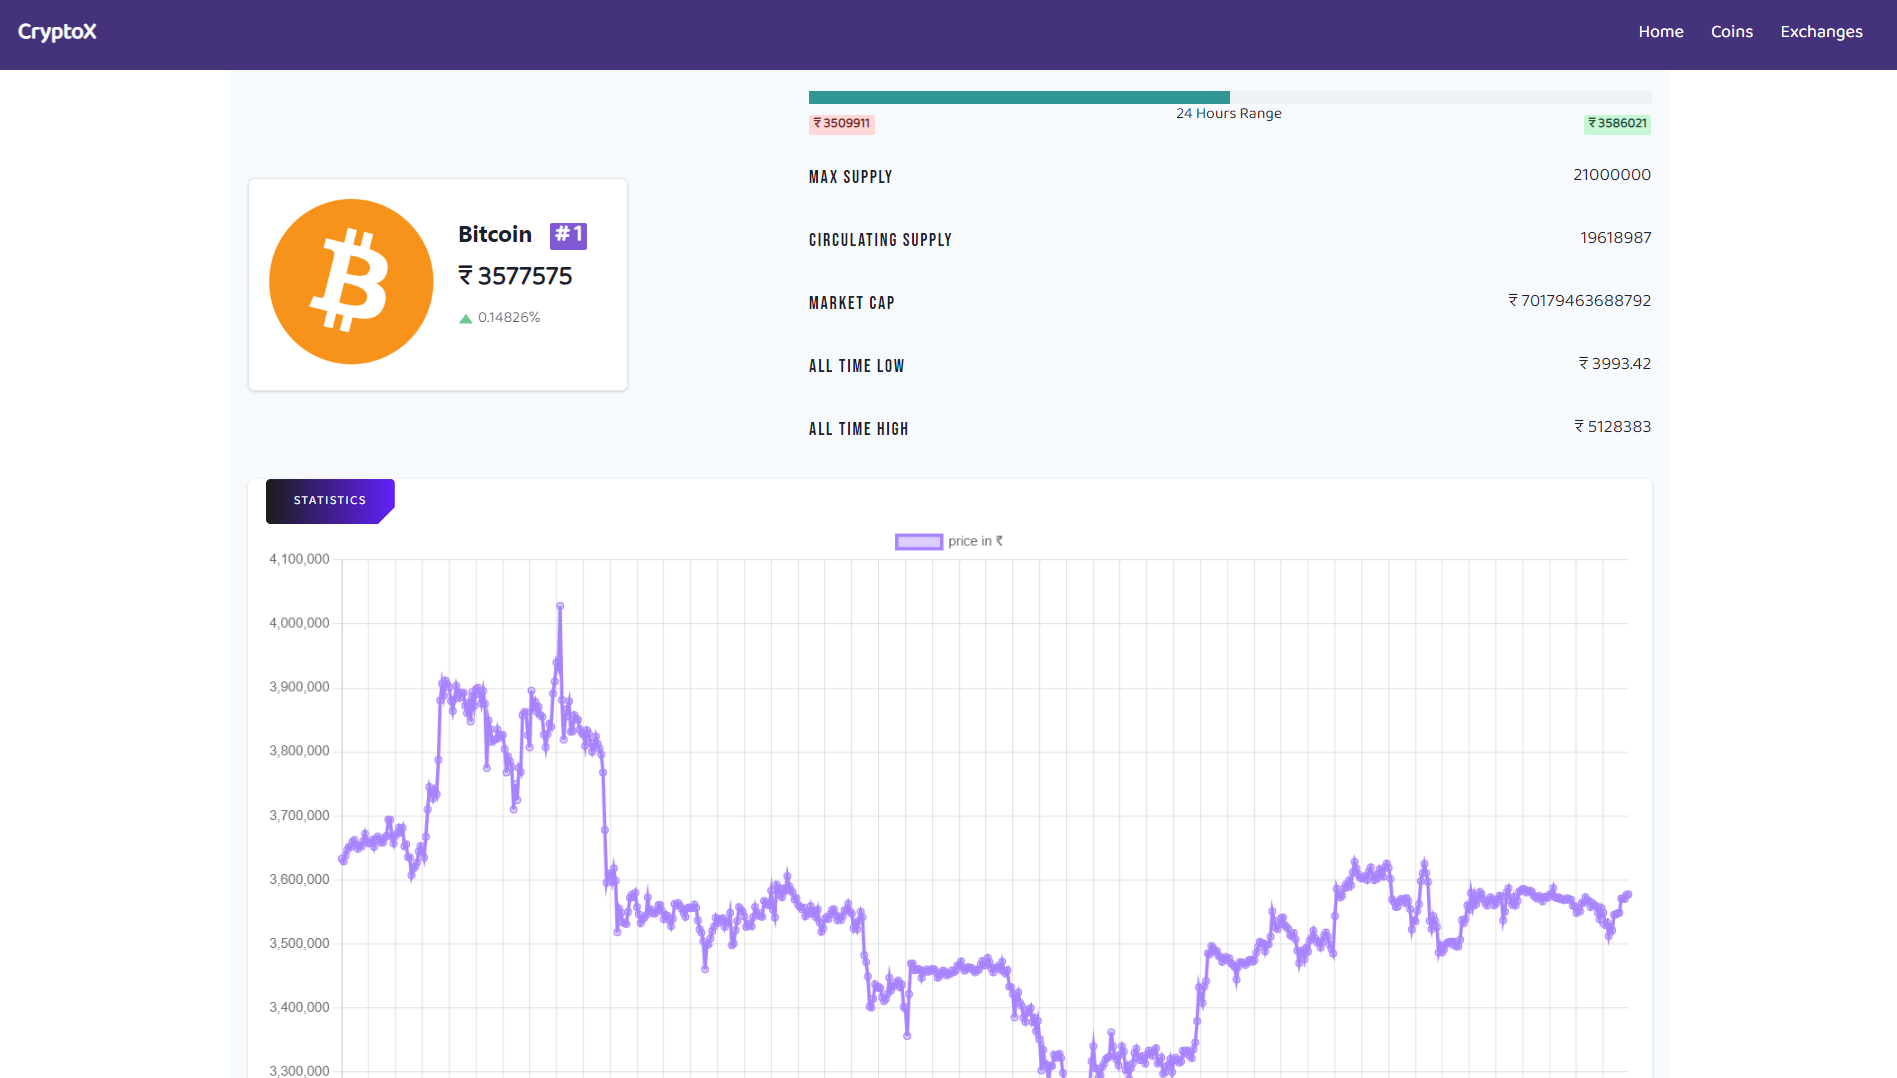 CryptoX
Home Coins Exchanges
24 Hours Range
₹ 3509911
₹ 3586021
MAX SUPPLY 21000000
CIRCULATING SUPPLY 19618987
MARKET CAP ₹ 70179463688792
ALL TIME LOW ₹ 3993.42
ALL TIME HIGH ₹ 5128383
Bitcoin #1
₹ 3577575
0.14826%
STATISTICS
price in ₹
4,100,000
4,000,000
3,900,000
3,800,000
3,700,000
3,600,000
3,500,000
3,400,000
3,300,000